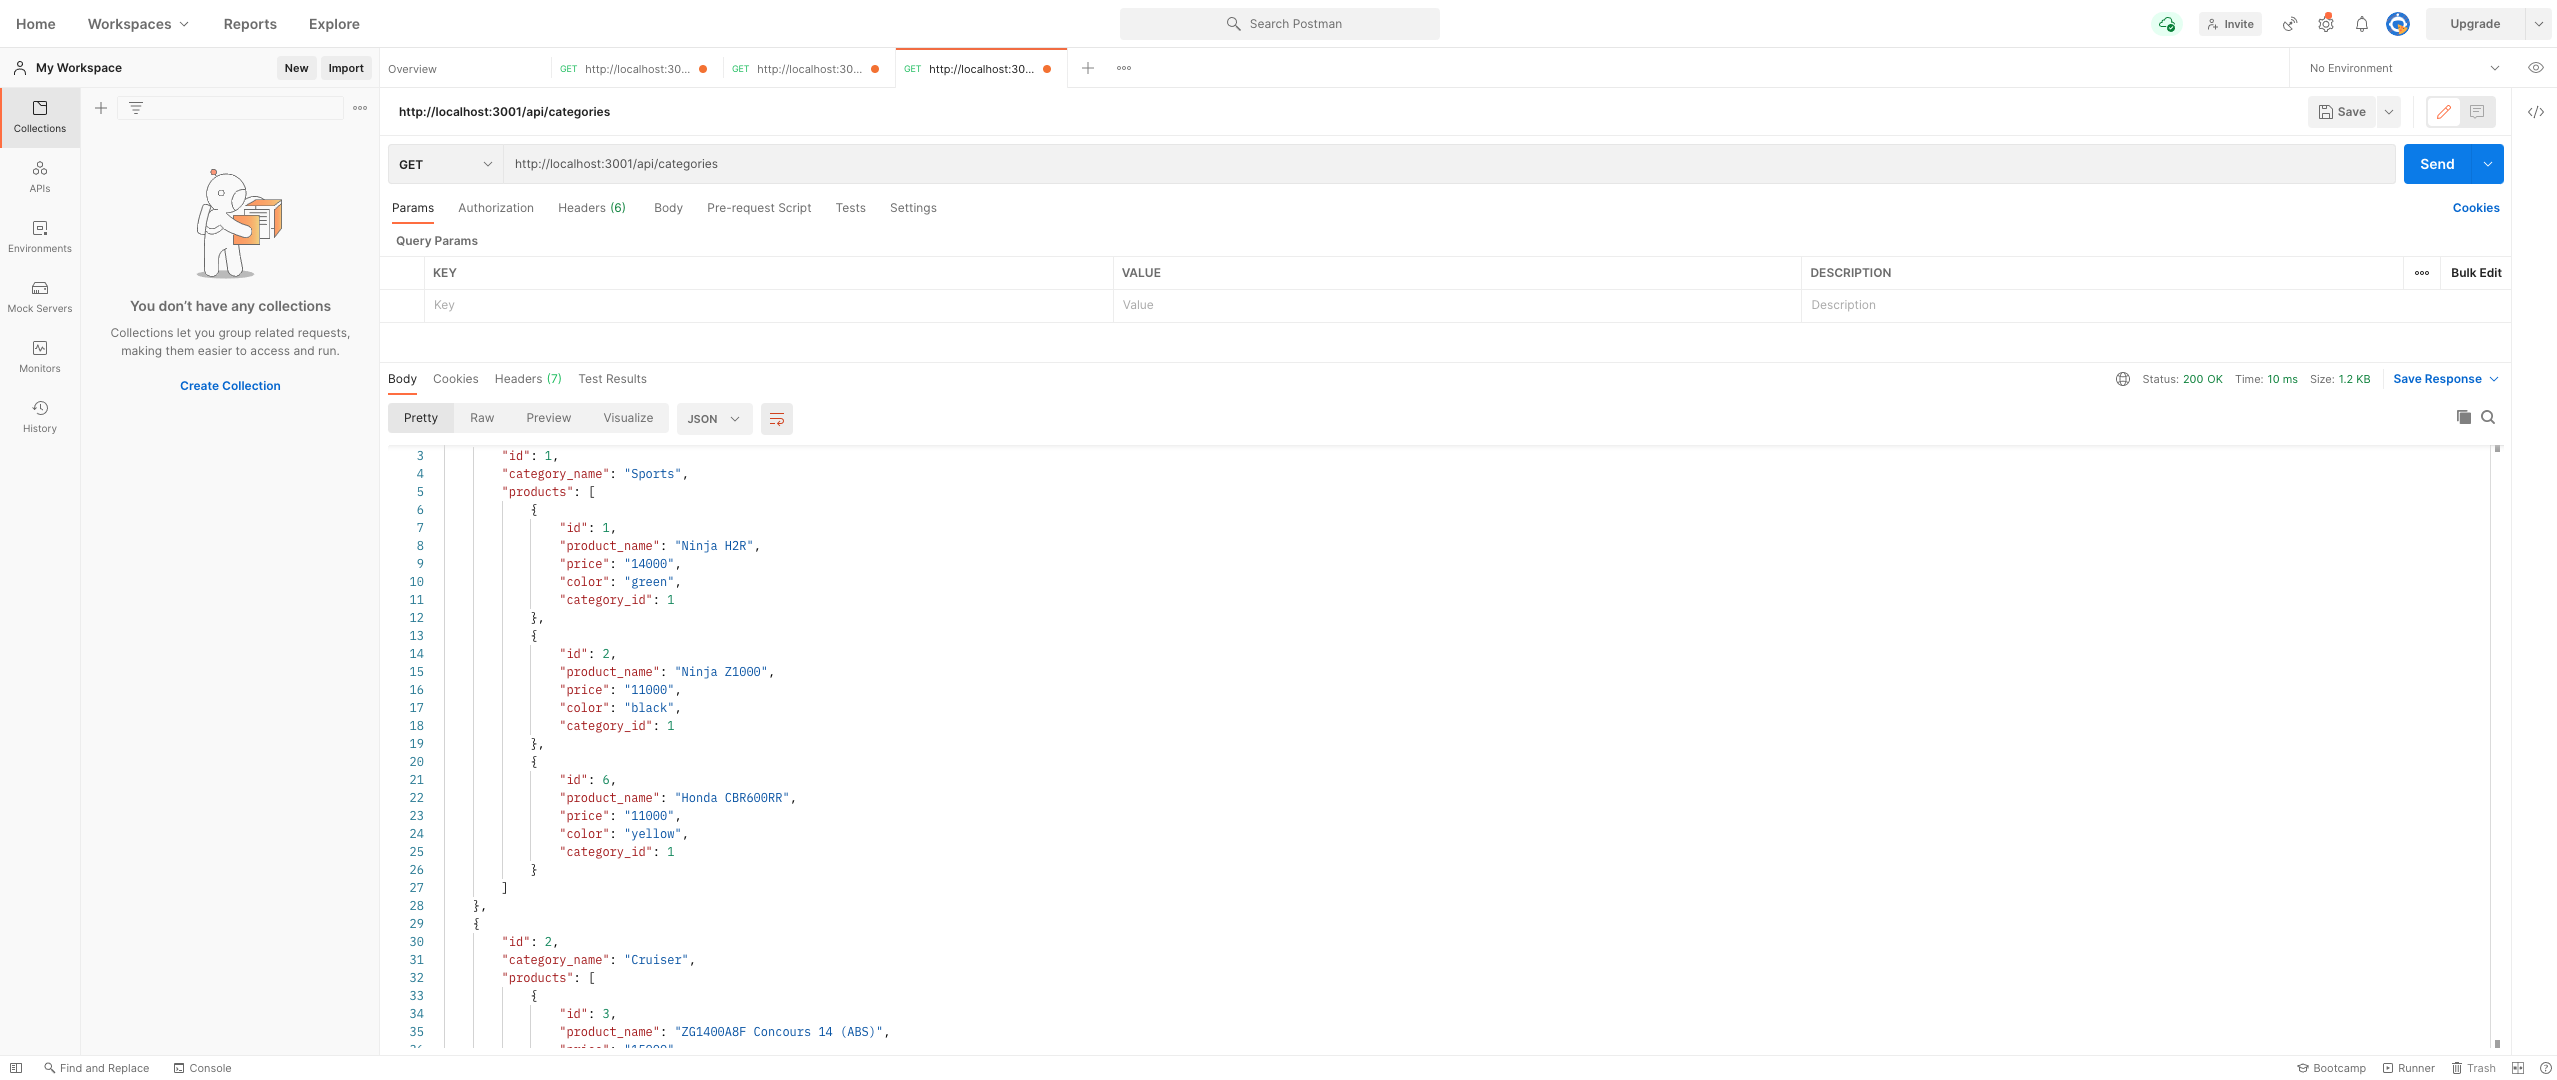 Home Workspaces Reports Explore Search Postman Invite Upgrade
My Workspace New Import Overview GET http://localhost:30... GET http://localhost:30... GET http://localhost:30... No Environment
Collections
APIs
Environments
Mock Servers
Monitors
History
You don't have any collections
Collections let you group related requests,
making them easier to access and run.
Create Collection
http://localhost:3001/api/categories Save
GET http://localhost:3001/api/categories Send
Params Authorization Headers (6) Body Pre-request Script Tests Settings Cookies
Query Params
KEY VALUE DESCRIPTION Bulk Edit
Key Value Description
Body Cookies Headers (7) Test Results Status: 200 OK Time: 10 ms Size: 1.2 KB Save Response
Pretty Raw Preview Visualize JSON
3 "id": 1,
4 "category_name": "Sports",
5 "products": [
6 {
7 "id": 1,
8 "product_name": "Ninja H2R",
9 "price": "14000",
10 "color": "green",
11 "category_id": 1
12 },
13 {
14 "id": 2,
15 "product_name": "Ninja Z1000",
16 "price": "11000",
17 "color": "black",
18 "category_id": 1
19 },
20 {
21 "id": 6,
22 "product_name": "Honda CBR600RR",
23 "price": "11000",
24 "color": "yellow",
25 "category_id": 1
26 }
27 ]
28 },
29 {
30 "id": 2,
31 "category_name": "Cruiser",
32 "products": [
33 {
34 "id": 3,
35 "product_name": "ZG1400A8F Concours 14 (ABS)",
Find and Replace Console Bootcamp Runner Trash